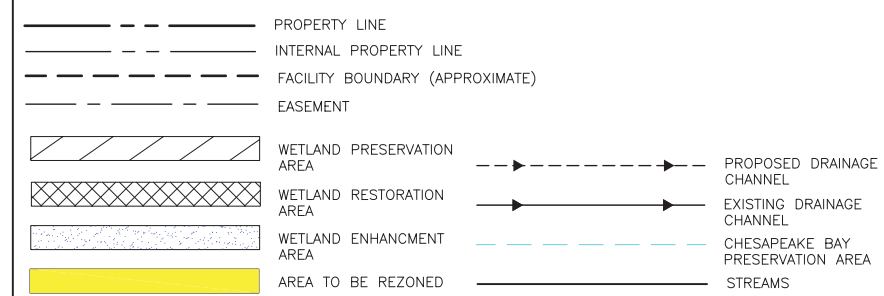 PROPERTY LINE
INTERNAL PROPERTY LINE
FACILITY BOUNDARY (APPROXIMATE)
EASEMENT
WETLAND PRESERVATION
AREA
WETLAND RESTORATION
AREA
WETLAND ENHANCMENT
AREA
AREA TO BE REZONED
PROPOSED DRAINAGE
CHANNEL
EXISTING DRAINAGE
CHANNEL
CHESAPEAKE BAY
PRESERVATION AREA
STREAMS